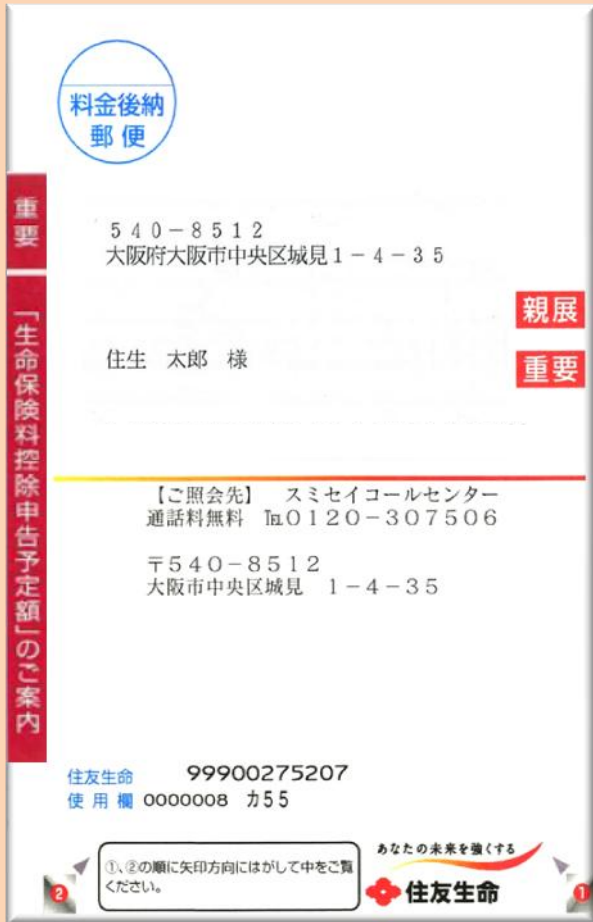 料金後納
郵便
重要
「生命保険料控除申告予定額」のご案内
５４０－８５１２
大阪府大阪市中央区城見１－４－３５
親展
住生　太郎　様
重要
【ご照会先】　スミセイコールセンター
通話料無料　℡０１２０－３０７５０６
〒５４０－８５１２
大阪市中央区城見　１－４－３５
住友生命　99900275207
使用欄 0000008 ｶ55
①、②の順に矢印方向にはがして中をご覧
ください。
あなたの未来を強くする
住友生命
2
1